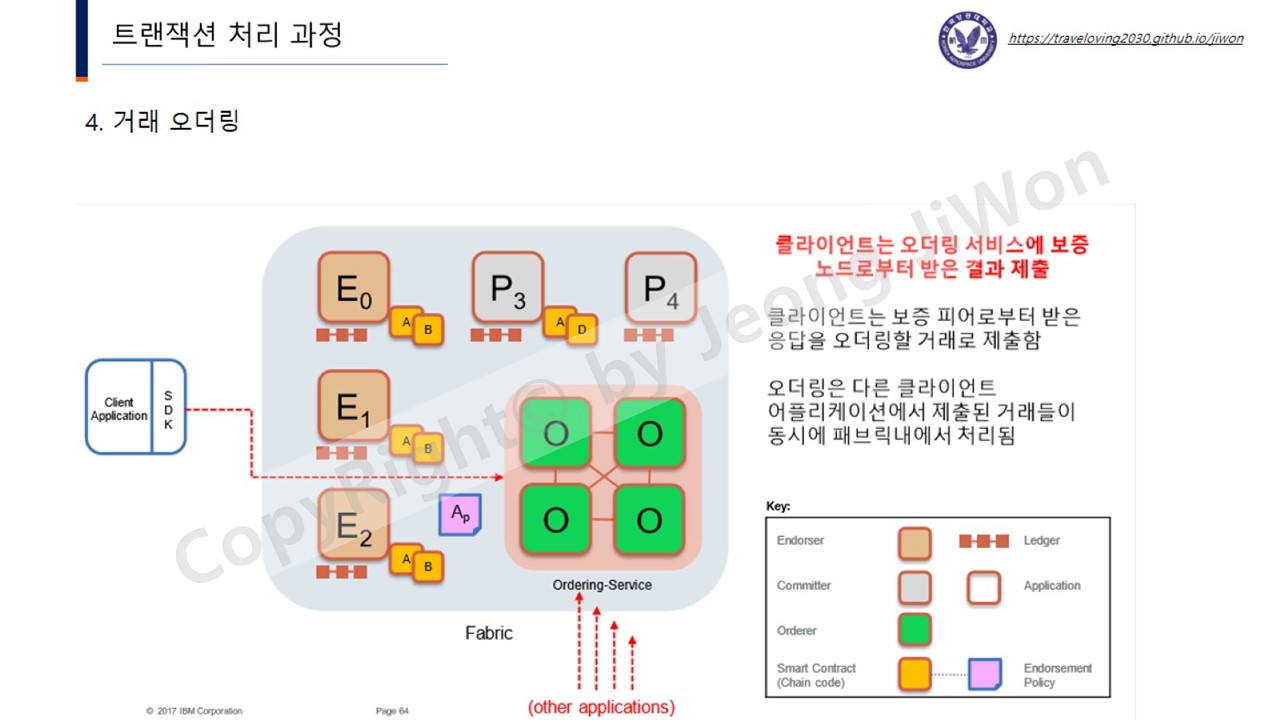 트랜잭션 처리 과정
https://traveloving2030.github.io/jiwon
4. 거래 오더링
E0
P3
P4
A
B
A
D
클라이언트는 오더링 서비스에 보증
노드로부터 받은 결과 제출
클라이언트는 보증 피어로부터 받은
응답을 오더링할 거래로 제출함
오더링은 다른 클라이언트
어플리케이션에서 제출된 거래들이
동시에 패브릭내에서 처리됨
Client
Application
S
D
K
E1
A
B
O
O
E2
A
B
Ap
O
O
Ordering-Service
Fabric
(other applications)
Key:
Endorser
Ledger
Committer
Application
Orderer
Smart Contract
(Chain code)
Endorsement
Policy
© 2017 IBM Corporation
Page 64
CopyRight© by Jeong JiWon